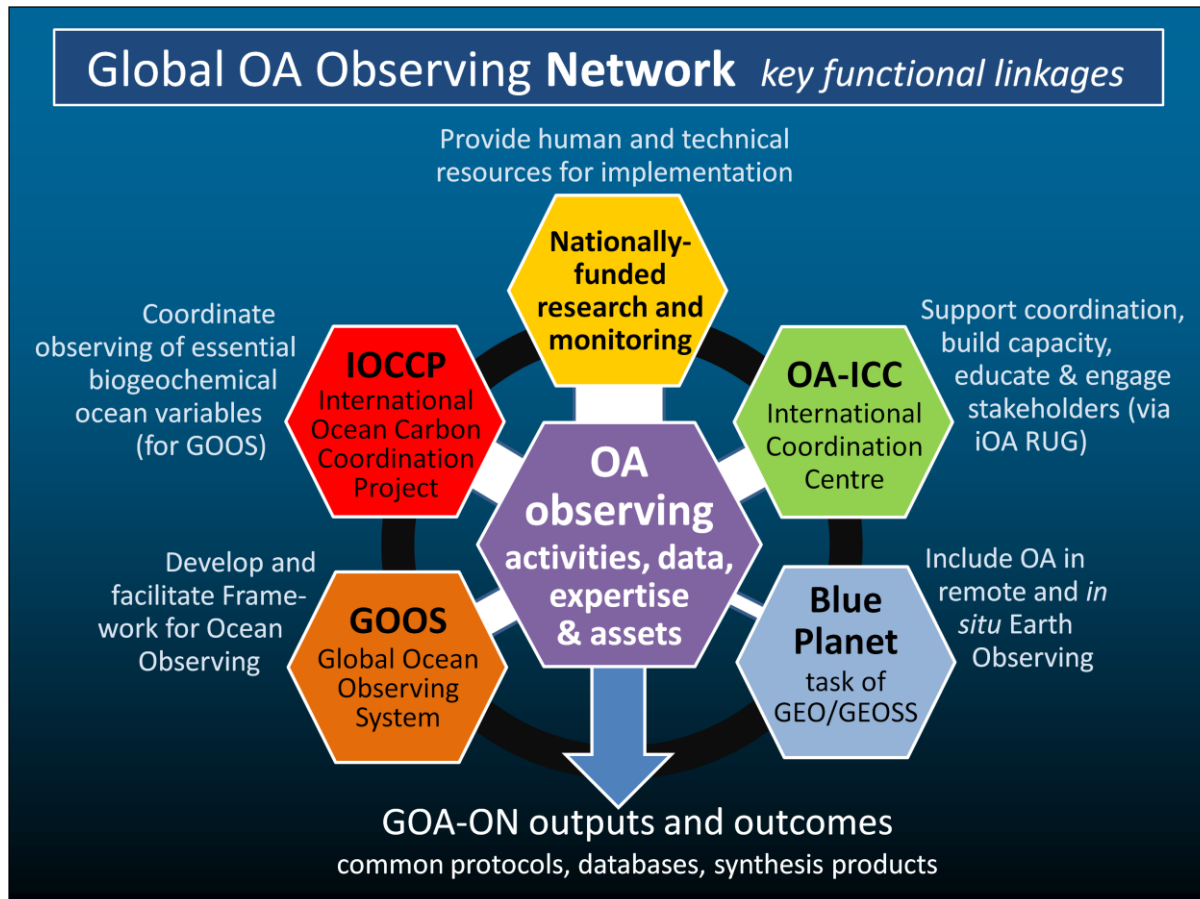 Global OA Observing Network key functional linkages
Provide human and technical
resources for implementation
Nationally-
funded
research and
monitoring
Coordinate
observing of essential
biogeochemical
ocean variables
(for GOOS)
IOCCP
International
Ocean Carbon
Coordination
Project
OA-ICC
International
Coordination
Centre
Support coordination,
build capacity,
educate & engage
stakeholders (via
iOA RUG)
OA
observing
activities, data,
expertise
& assets
Develop and
facilitate Frame-
work for Ocean
Observing
GOOS
Global Ocean
Observing
System
Blue
Planet
task of
GEO/GEOSS
Include OA in
remote and in
situ Earth
Observing
GOA-ON outputs and outcomes
common protocols, databases, synthesis products